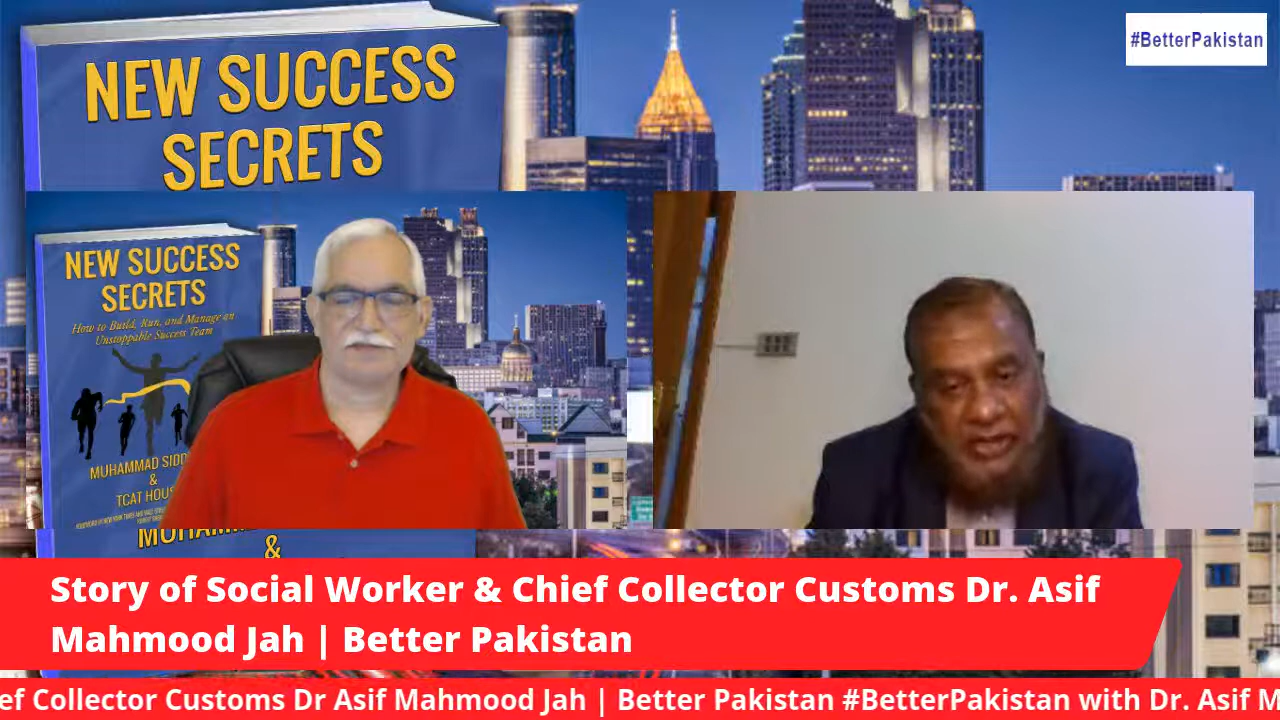 NEW SUCCESS
SECRETS
#BetterPakistan
NEW SUCCESS
SECRETS
How to Build, Run, and Manage an
Unstoppable Success Team
MUHAMMAD SIDD
&
TCAT HOUS
MUHAMM
&
Story of Social Worker & Chief Collector Customs Dr. Asif
Mahmood Jah | Better Pakistan
ef Collector Customs Dr Asif Mahmood Jah | Better Pakistan #BetterPakistan with Dr. Asif M